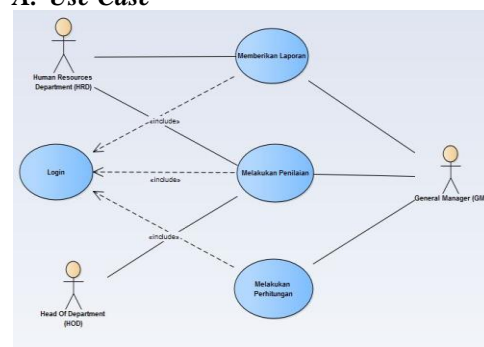 A. Use Case
Human Resources
Department (HRD)
Memberikan Laporan
«include»
Login
«include»
Melakukan Penilaian
General Manager (GM
«include»
Head Of Department
(HOD)
Melakukan
Perhitungan